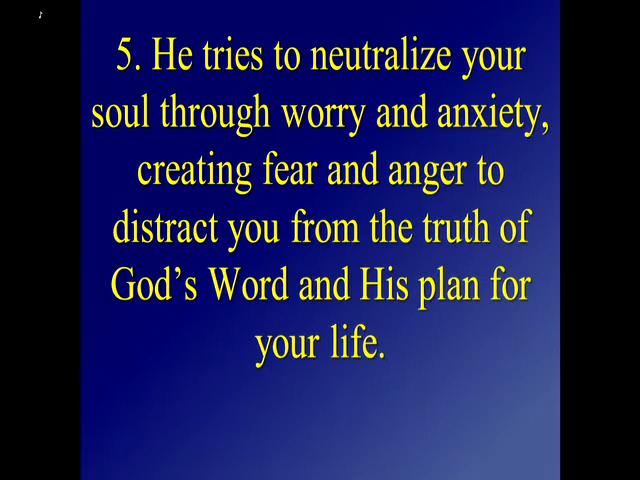 ♪
5. He tries to neutralize your
soul through worry and anxiety,
creating fear and anger to
distract you from the truth of
God’s Word and His plan for
your life.